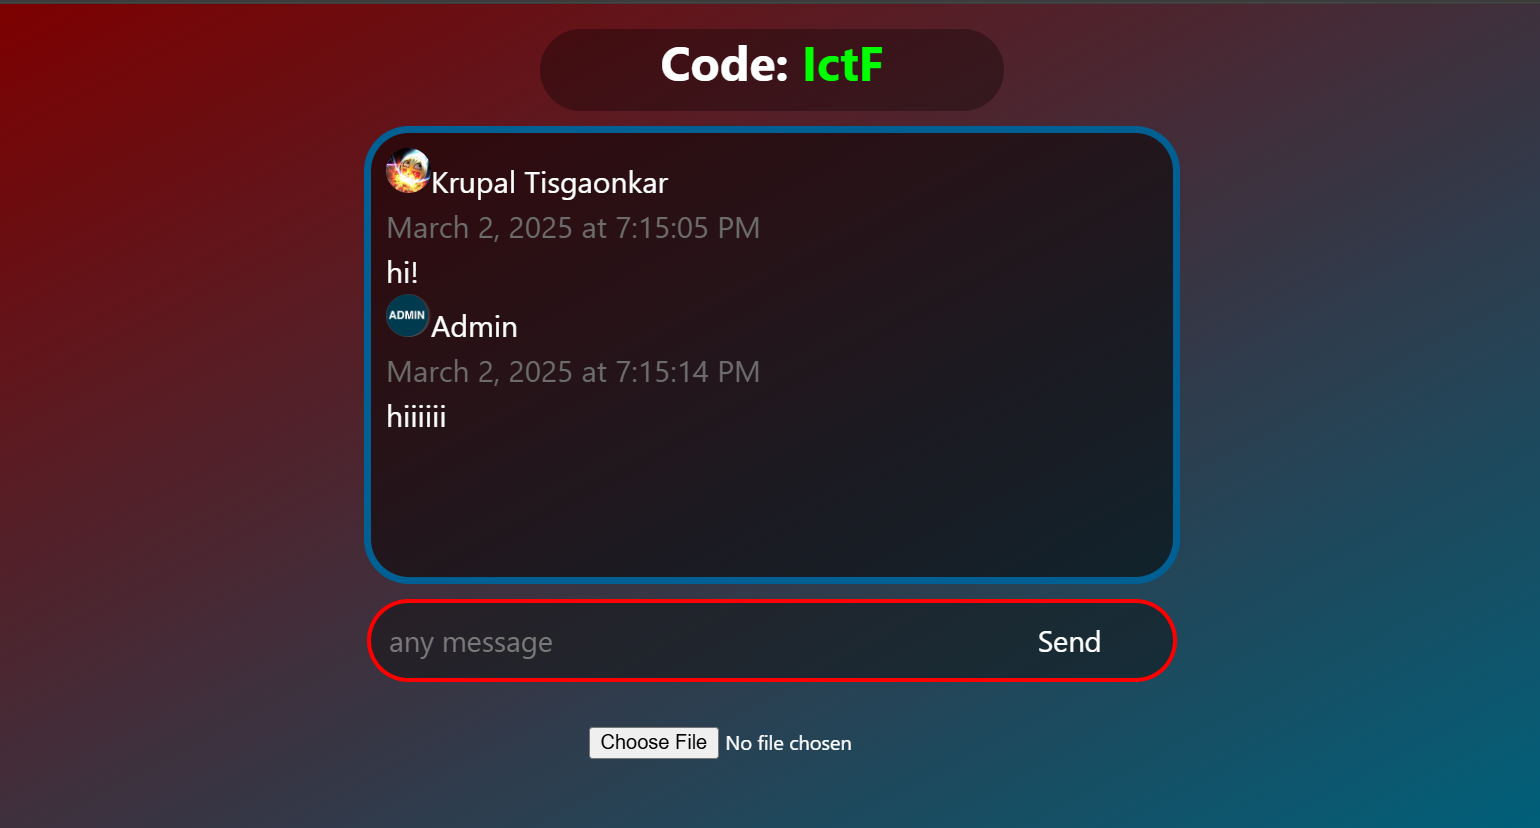 Code: IctF
Krupal Tisgaonkar
March 2, 2025 at 7:15:05 PM
hi!
ADMIN
Admin
March 2, 2025 at 7:15:14 PM
hiiiiii
any message
Send
Choose File No file chosen